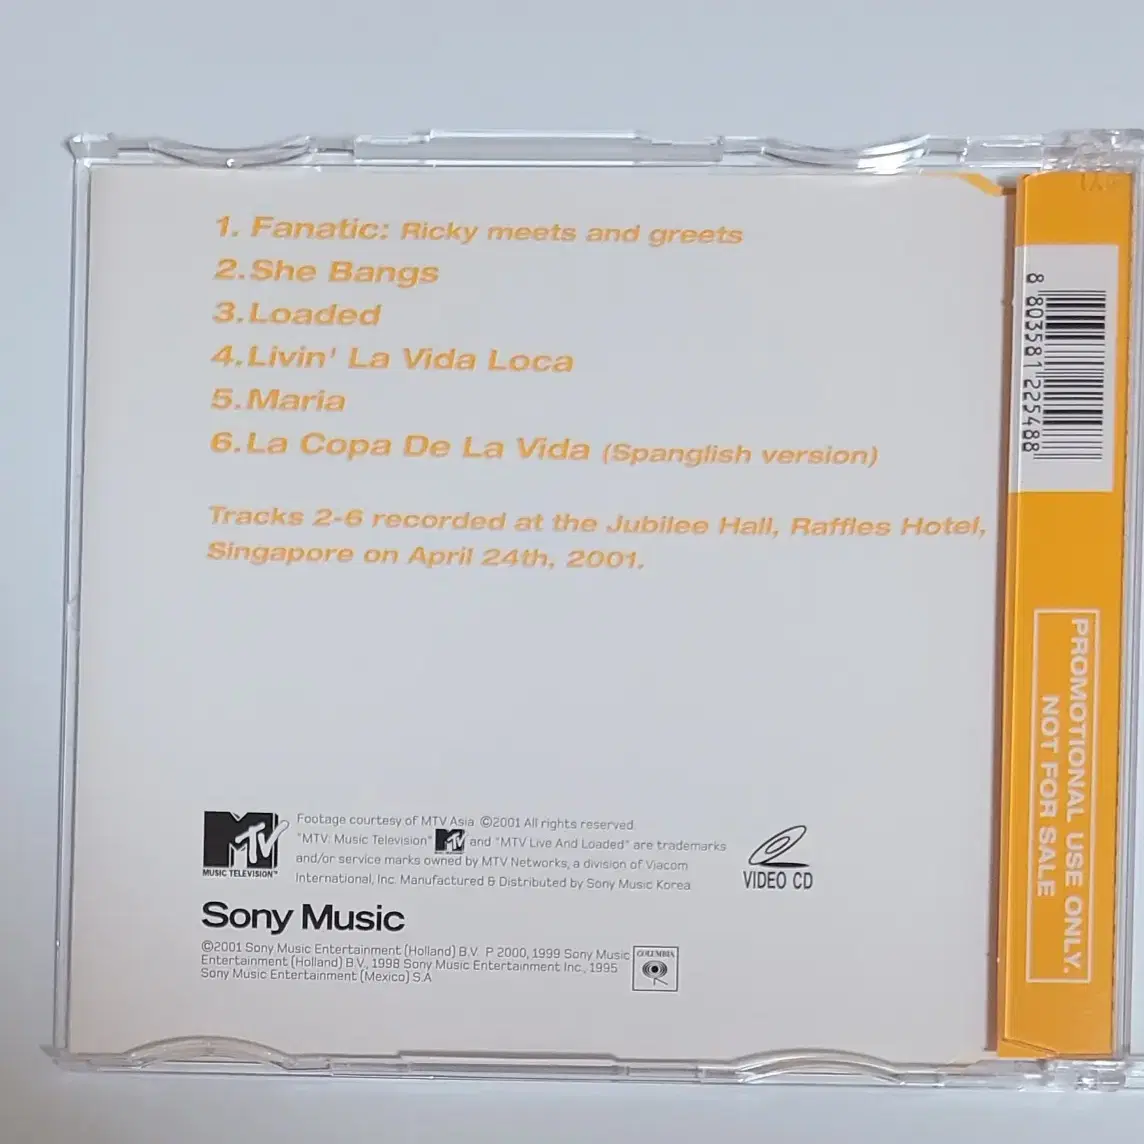 1. Fanatic: Ricky meets and greets
2. She Bangs
3. Loaded
4. Livin' La Vida Loca
5. Maria
6. La Copa De La Vida (Spanglish version)
Tracks 2-6 recorded at the Jubilee Hall, Raffles Hotel,
Singapore on April 24th, 2001.
MTV
MUSIC TELEVISION™
Footage courtesy of MTV Asia. ©2001 All rights reserved.
"MTV: Music Television" MTV and "MTV Live And Loaded" are trademarks
and/or service marks owned by MTV Networks, a division of Viacom
International, Inc. Manufactured & Distributed by Sony Music Korea
VIDEO CD
Sony Music
©2001 Sony Music Entertainment (Holland) B.V. P 2000, 1999 Sony Music
Entertainment (Holland) B.V., 1998 Sony Music Entertainment Inc., 1995
Sony Music Entertainment (Mexico) S.A
COLUMBIA
8 803581 225488
PROMOTIONAL USE ONLY.
NOT FOR SALE